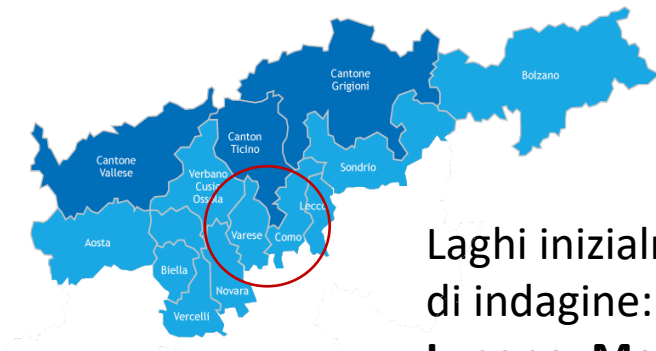 Cantone
Grigioni
Bolzano
Canton
Ticino
Cantone
Vallese
Verbano
Cusio
Ossola
Sondrio
Lecco
Aosta
Varese
Como
Biella
Novara
Vercelli
Laghi
di indagine: